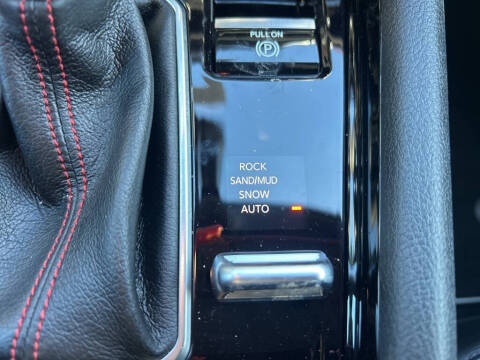 PULL ON
P
ROCK
SAND/MUD
SNOW
AUTO